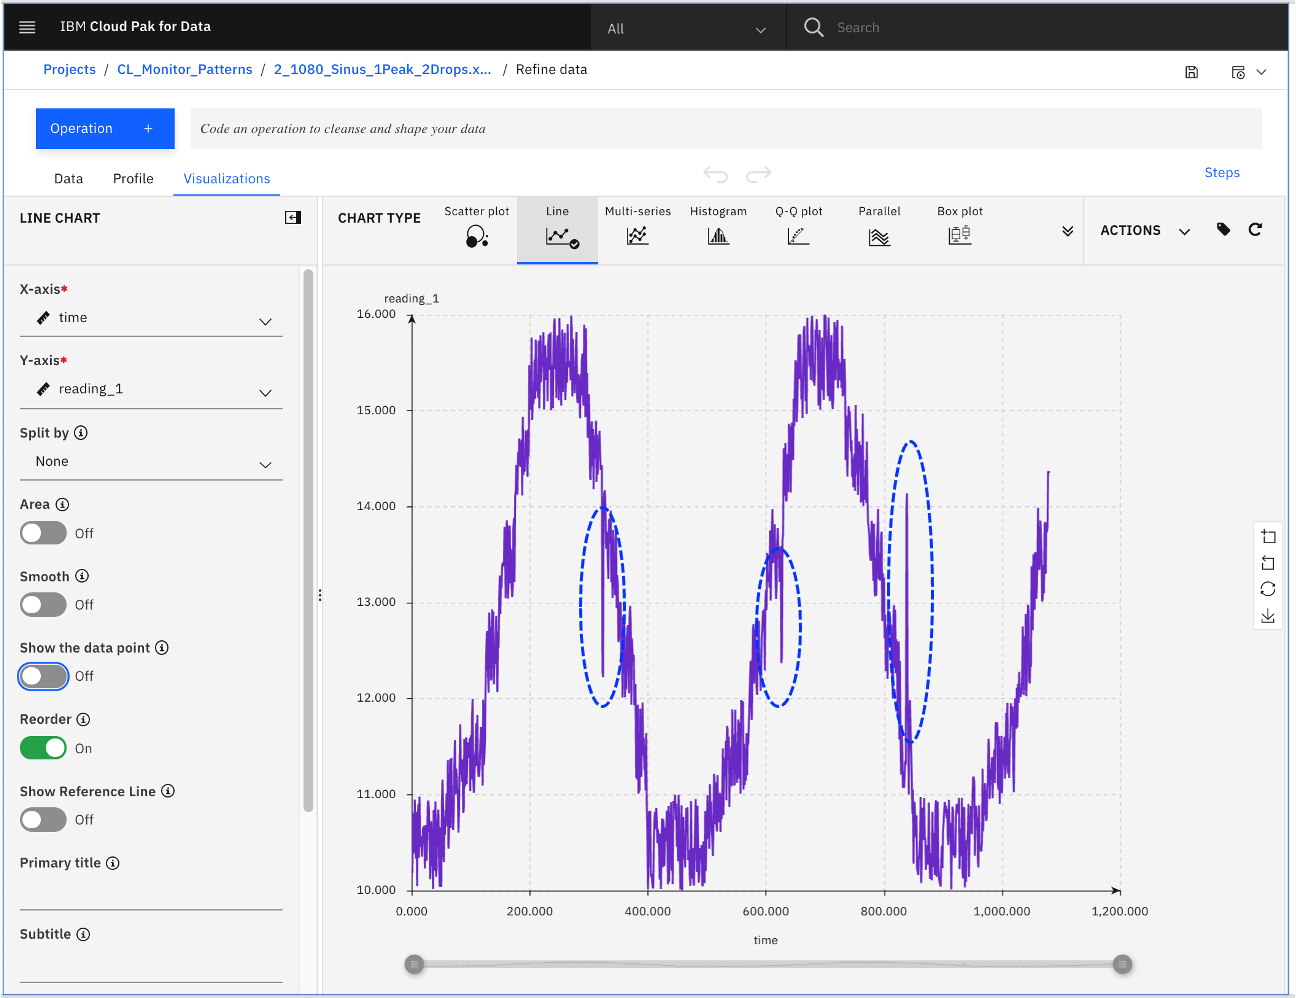 IBM Cloud Pak for Data
All
Search
Projects / CL_Monitor_Patterns / 2_1080_Sinus_1Peak_2Drops.x... / Refine data
Operation +
Code an operation to cleanse and shape your data
Data Profile Visualizations
Steps
LINE CHART
X-axis*
time
Y-axis*
reading_1
Split by
None
Area
Off
Smooth
Off
Show the data point
Off
Reorder
On
Show Reference Line
Off
Primary title
Subtitle
CHART TYPE
Scatter plot
Line
Multi-series
Histogram
Q-Q plot
Parallel
Box plot
ACTIONS
reading_1
16.000
15.000
14.000
13.000
12.000
11.000
10.000
0.000 200.000 400.000 600.000 800.000 1,000.000 1,200.000
time